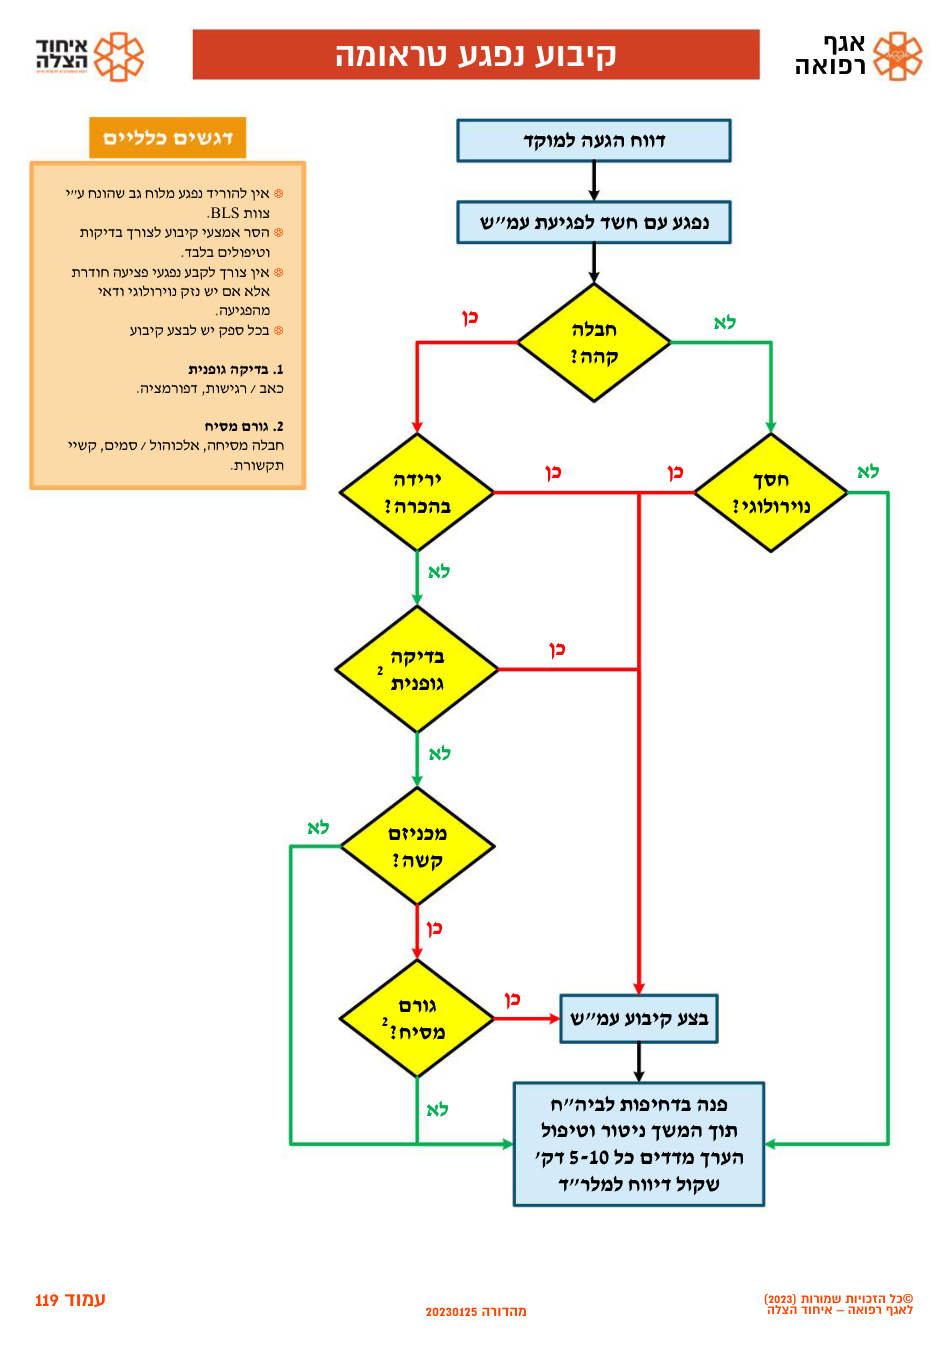 אגף
רפואה
קיבוע נפגע טראומה
איחוד
הצלה
דווח הגעה למוקד
נפגע עם חשד לפגיעת עמ"ש
חבלה
קהה?
כן
לא
ירידה
בהכרה?
כן
לא
חסך
נוירולוגי?
כן
לא
בדיקה
גופנית 2
כן
לא
מכניזם
קשה?
לא
כן
גורם
מסיח? 2
כן
לא
בצע קיבוע עמ"ש
פנה בדחיפות לביה"ח
תוך המשך ניטור וטיפול
הערך מדדים כל 5-10 דק'
שקול דיווח למלר"ד
דגשים כלליים
אין להוריד נפגע מלוח גב שהונח ע"י
צוות BLS.
הסר אמצעי קיבוע לצורך בדיקות
וטיפולים בלבד.
אין צורך לקבע נפגעי פציעה חודרת
אלא אם יש נזק נוירולוגי ודאי
מהפגיעה.
בכל ספק יש לבצע קיבוע
1. בדיקה גופנית
כאב / רגישות, דפורמציה.
2. גורם מסיח
חבלה מסיחה, אלכוהול / סמים, קשיי
תקשורת.
©כל הזכויות שמורות (2023)
לאגף רפואה – איחוד הצלה
מהדורה 20230125
עמוד 119